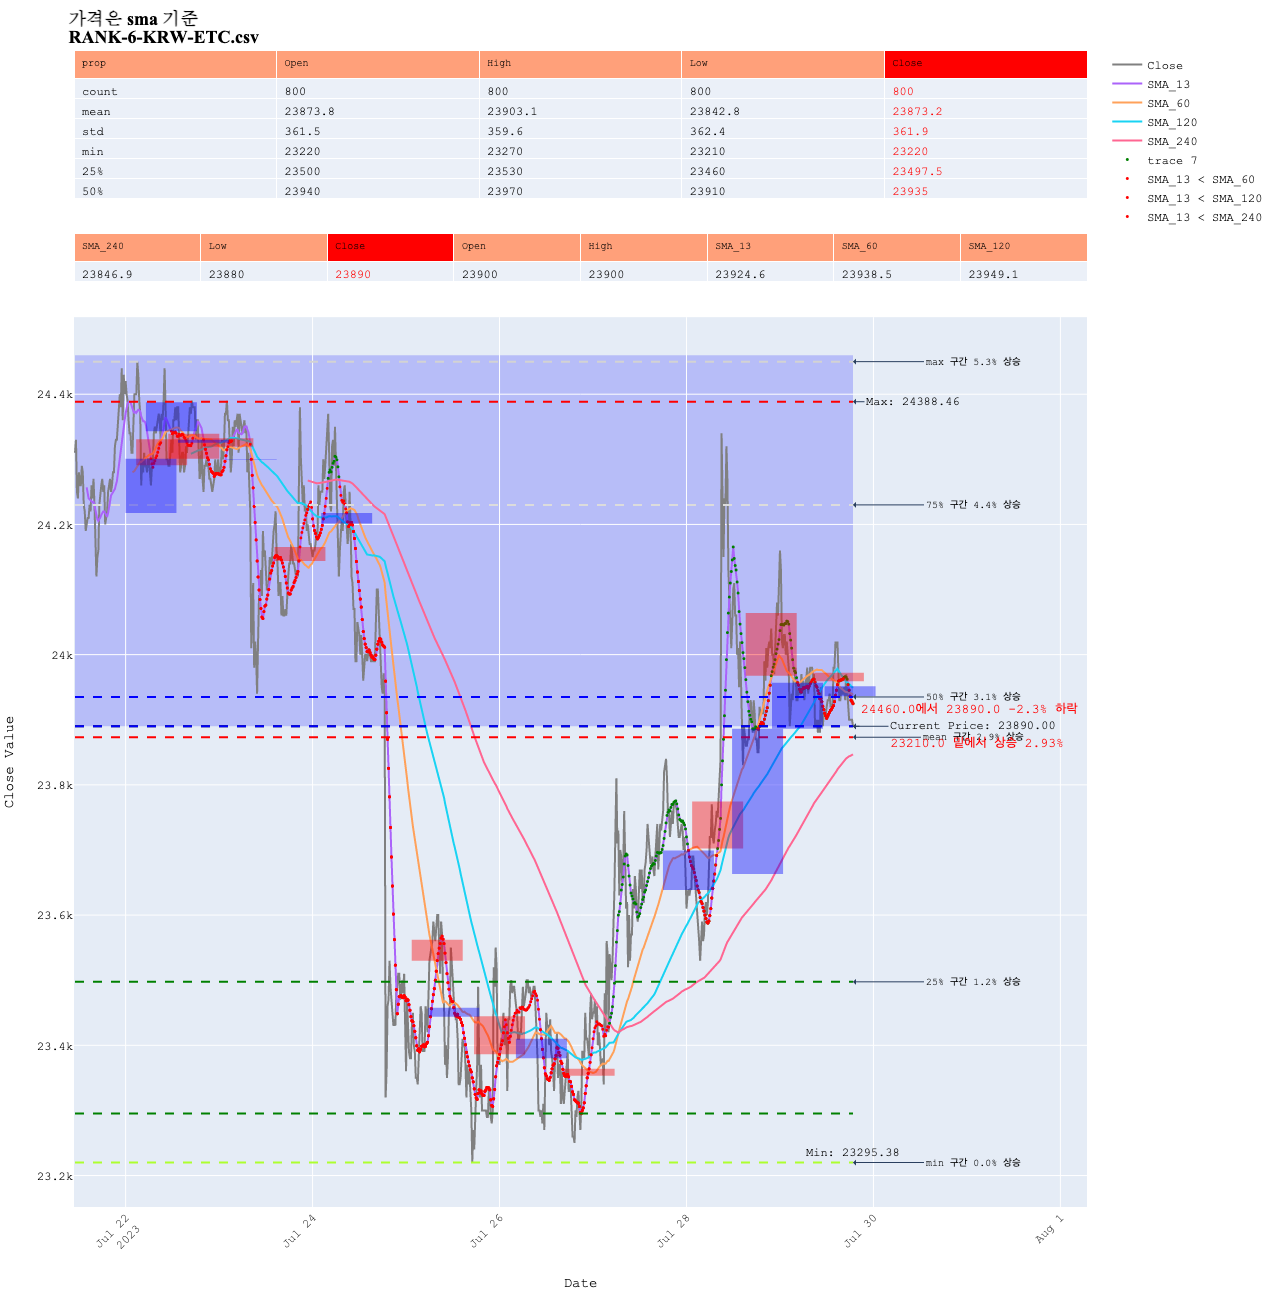 가격은 sma 기준
RANK-6-KRW-ETC.csv
prop Open High Low Close
count 800 800 800 800
mean 23873.8 23903.1 23842.8 23873.2
std 361.5 359.6 362.4 361.9
min 23220 23270 23210 23220
25% 23500 23530 23460 23497.5
50% 23940 23970 23910 23935
Close
SMA_13
SMA_60
SMA_120
SMA_240
trace 7
SMA_13 < SMA_60
SMA_13 < SMA_120
SMA_13 < SMA_240
SMA_240 Low Close Open High SMA_13 SMA_60 SMA_120
23846.9 23880 23890 23900 23900 23924.6 23938.5 23949.1
max 구간 5.3% 상승
24.4k
Max: 24388.46
24.2k
75% 구간 4.4% 상승
24k
50% 구간 3.1% 상승
24460.0에서 23890.0 -2.3% 하락
Current Price: 23890.00
mean 구간 2.9% 상승
23210.0 밑에서 상승 2.93%
23.8k
23.6k
25% 구간 1.2% 상승
23.4k
Min: 23295.38
min 구간 0.0% 상승
23.2k
Close Value
Jul 22
2023
Jul 24
Jul 26
Jul 28
Jul 30
Aug 1
Date